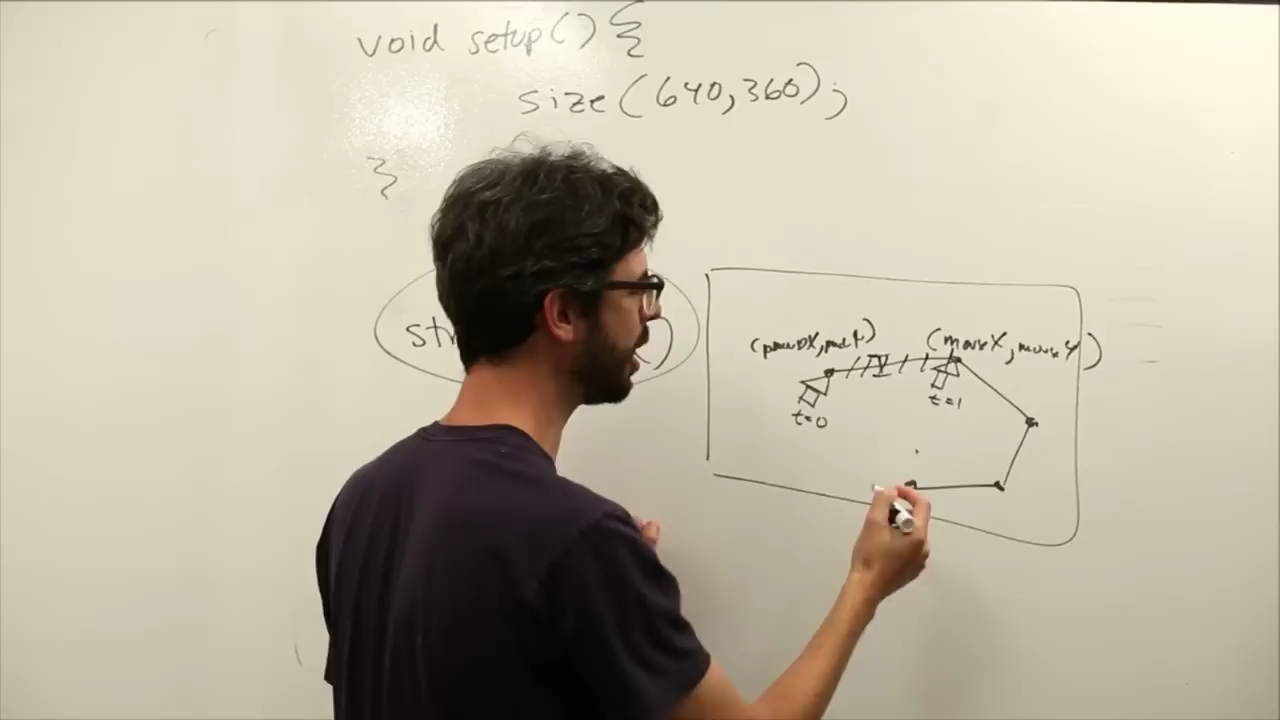 void setup() {
size(640,360);
}
(mouseX, mouseY)
t=0
t=1